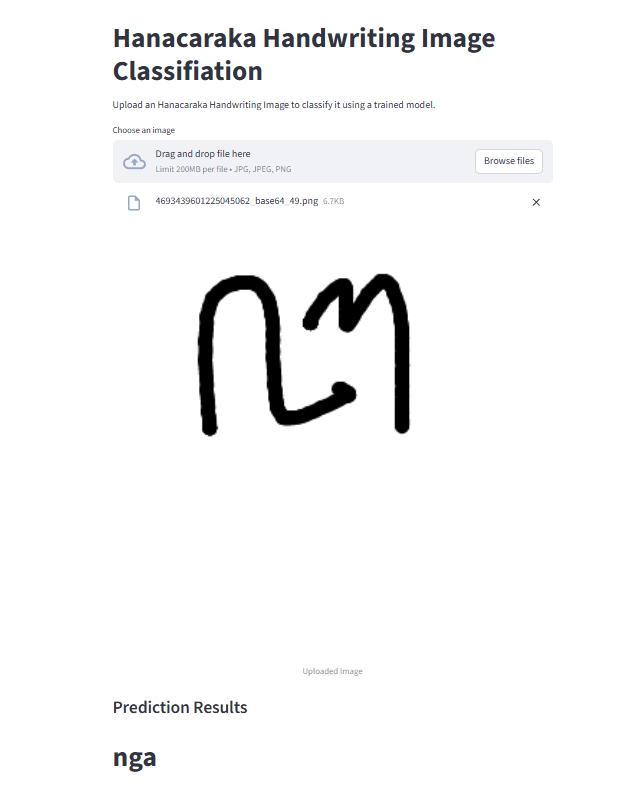 Hanacaraka Handwriting Image
Classifiation
Upload an Hanacaraka Handwriting Image to classify it using a trained model.
Choose an image
Drag and drop file here
Limit 200MB per file • JPG, JPEG, PNG
Browse files
4693439601225045062_base64_49.png 6.7KB
ꦔ
Uploaded Image
Prediction Results
nga